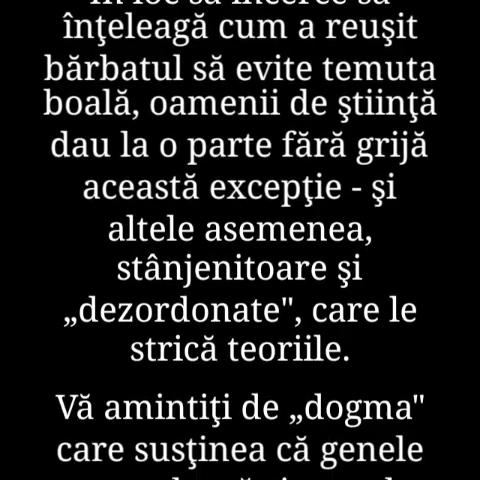 în loc să încerce să
înţeleagă cum a reuşit
bărbatul să evite temuta
boală, oamenii de ştiinţă
dau la o parte fără grijă
această excepţie - şi
altele asemenea,
stânjenitoare şi
„dezordonate", care le
strică teoriile.
Vă amintiţi de „dogma"
care susţinea că genele